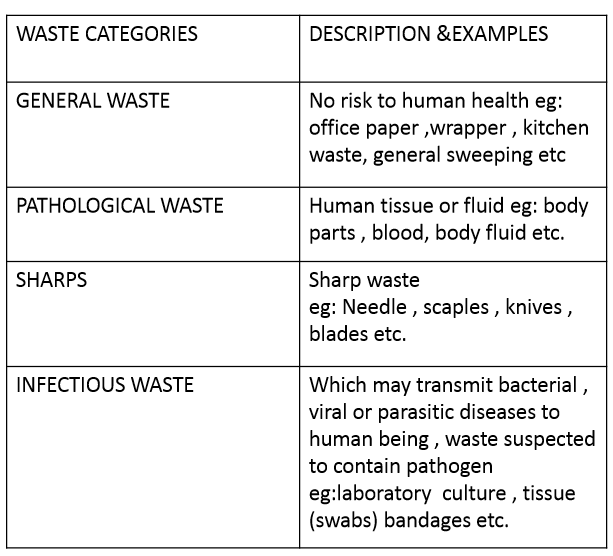 WASTE CATEGORIES
DESCRIPTION &EXAMPLES
GENERAL WASTE
No risk to human health eg:
office paper ,wrapper , kitchen
waste, general sweeping etc
PATHOLOGICAL WASTE
Human tissue or fluid eg: body
parts , blood, body fluid etc.
SHARPS
Sharp waste
eg: Needle , scaples , knives ,
blades etc.
INFECTIOUS WASTE
Which may transmit bacterial ,
viral or parasitic diseases to
human being , waste suspected
to contain pathogen
eg:laboratory  culture , tissue
(swabs) bandages etc.